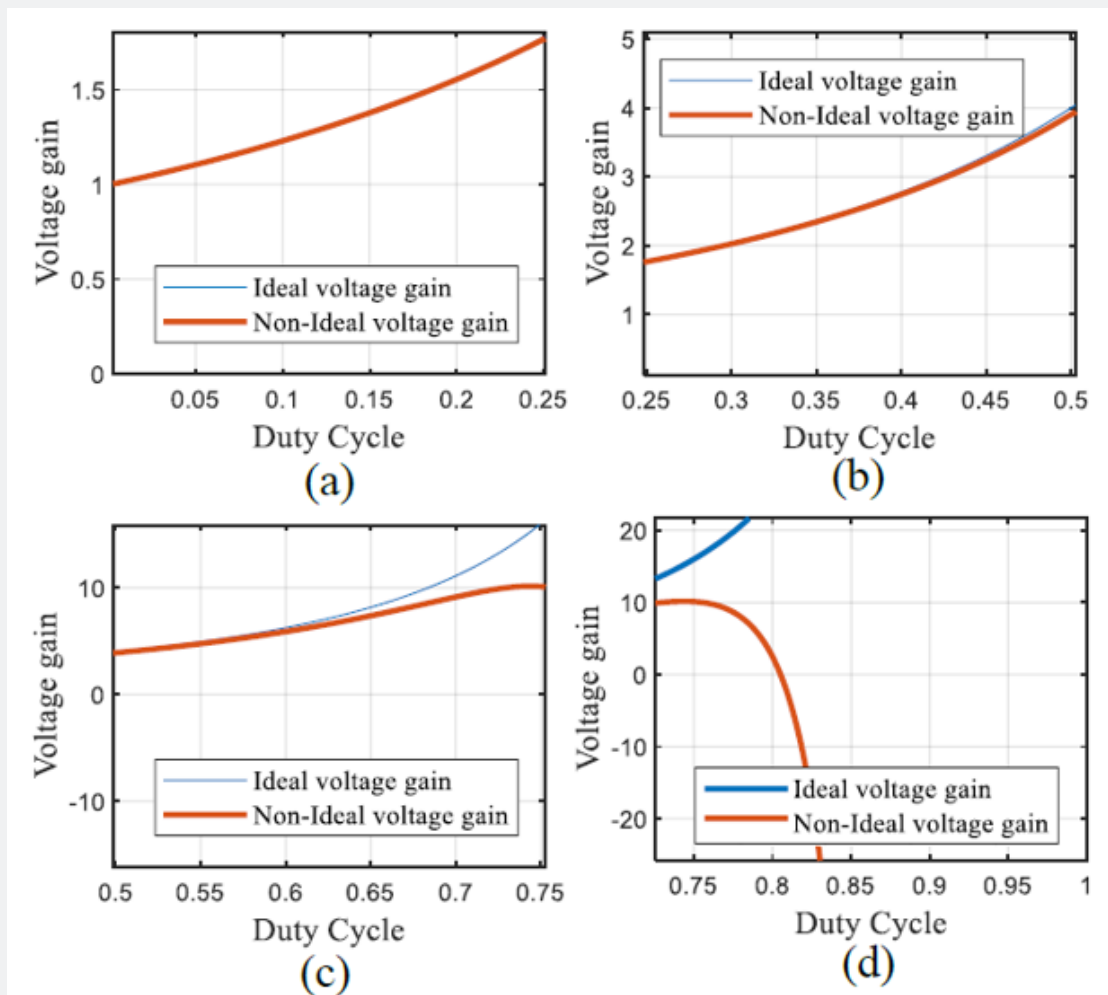 Voltage gain
1.5
1
0.5
0
Ideal voltage gain
Non-Ideal voltage gain
0.05 0.1 0.15 0.2 0.25
Duty Cycle
(a)
Voltage gain
5
4
3
2
1
Ideal voltage gain
Non-Ideal voltage gain
0.25 0.3 0.35 0.4 0.45 0.5
Duty Cycle
(b)
Voltage gain
10
0
-10
Ideal voltage gain
Non-Ideal voltage gain
0.5 0.55 0.6 0.65 0.7 0.75
Duty Cycle
(c)
Voltage gain
20
10
0
-10
-20
Ideal voltage gain
Non-Ideal voltage gain
0.75 0.8 0.85 0.9 0.95 1
Duty Cycle
(d)